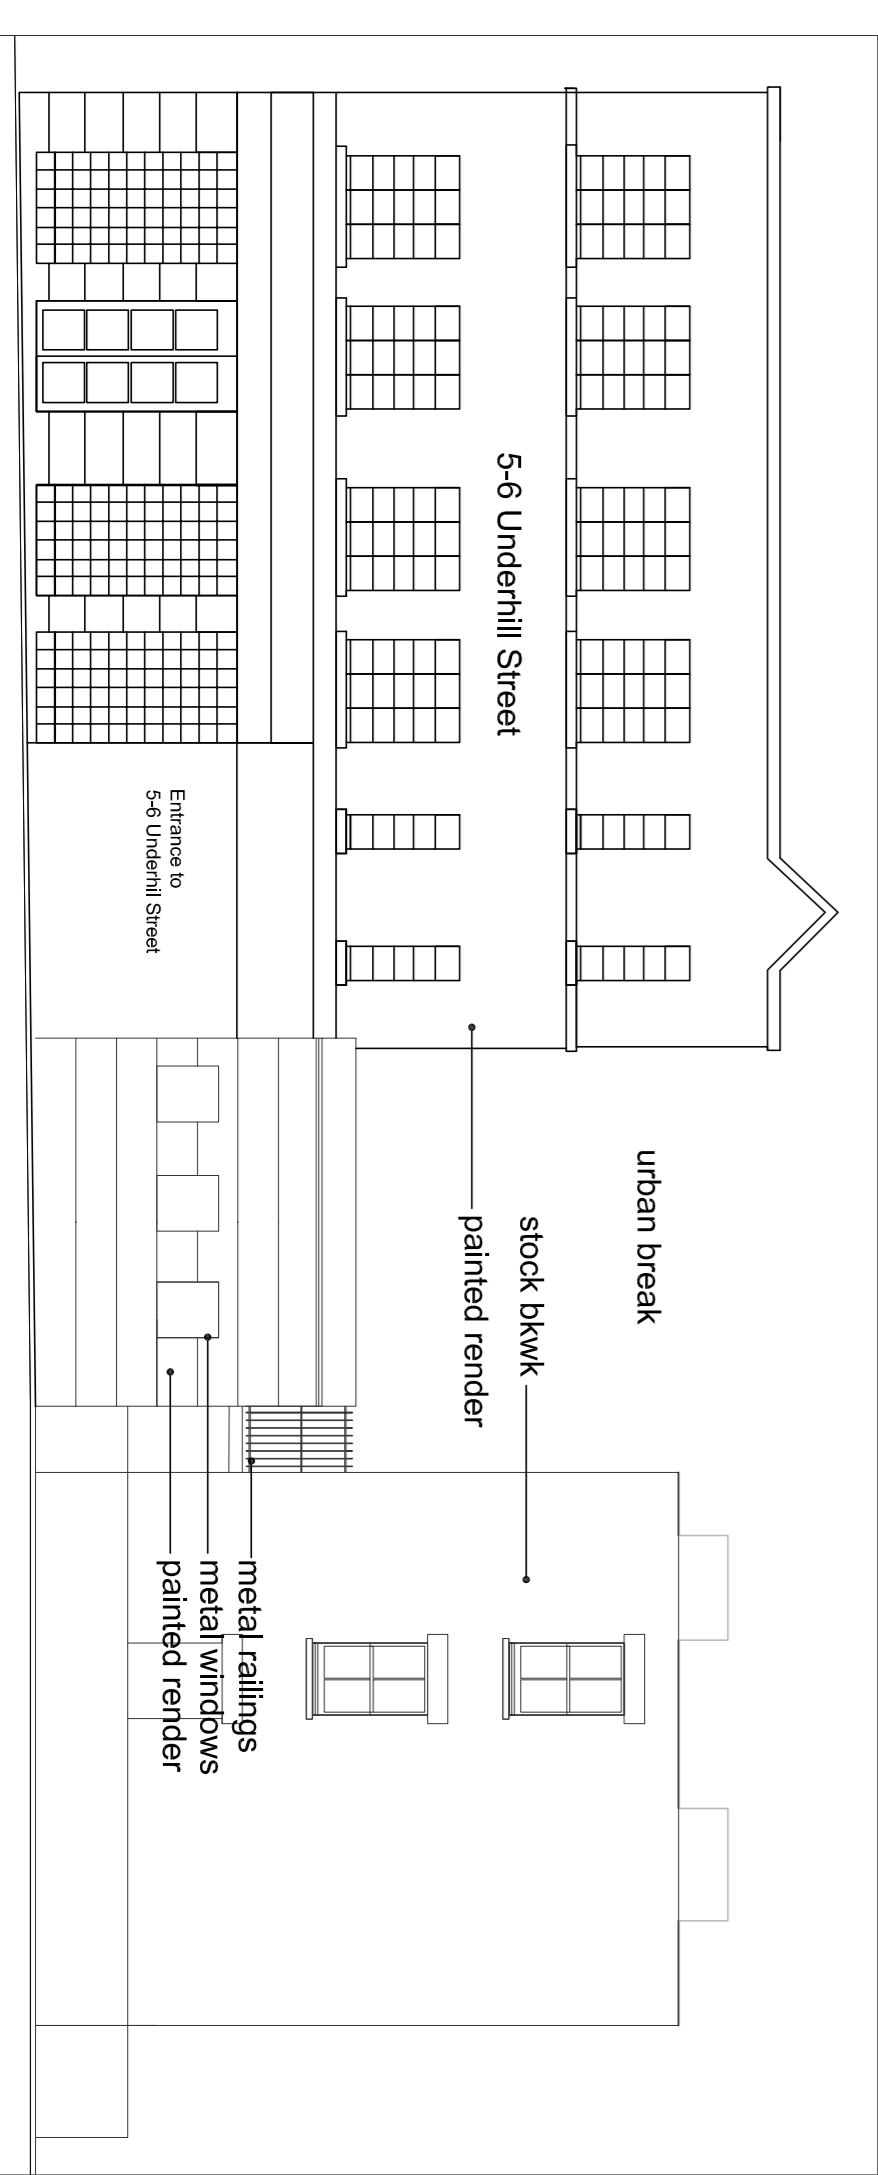 urban break
5-6 Underhill Street
stock bkwk
painted render
Entrance to
5-6 Underhill Street
metal railings
metal windows
painted render